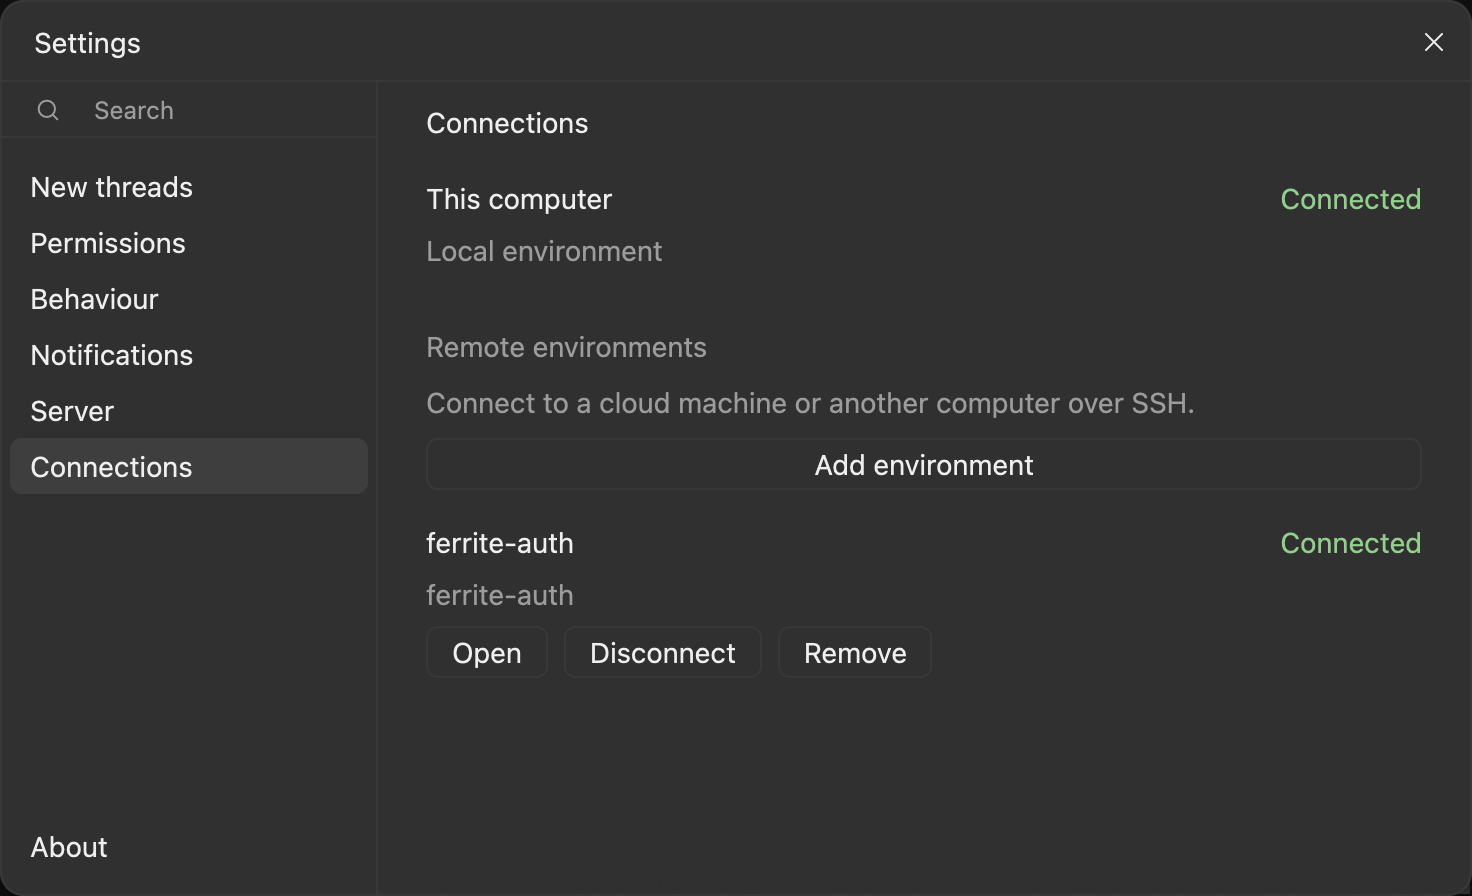 Settings
Search
New threads
Permissions
Behaviour
Notifications
Server
Connections
About
Connections
This computer
Connected
Local environment
Remote environments
Connect to a cloud machine or another computer over SSH.
Add environment
ferrite-auth
Connected
ferrite-auth
Open
Disconnect
Remove